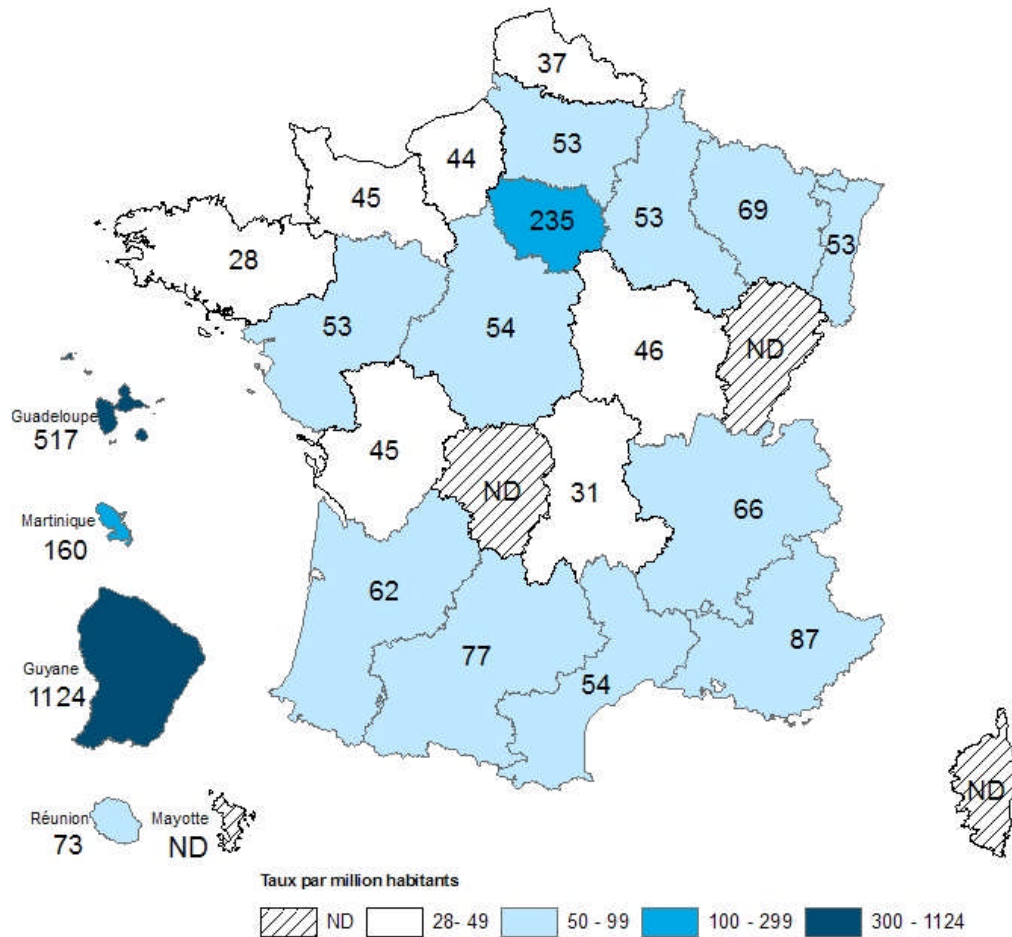 37
53
44
45
235
53
69
53
28
53
54
46
ND
Guadeloupe
517
45
ND
31
66
Martinique
160
62
77
54
87
Guyane
1124
ND
Réunion
73
Mayotte
ND
Taux par million habitants
ND 28- 49 50 - 99 100 - 299 300 - 1124